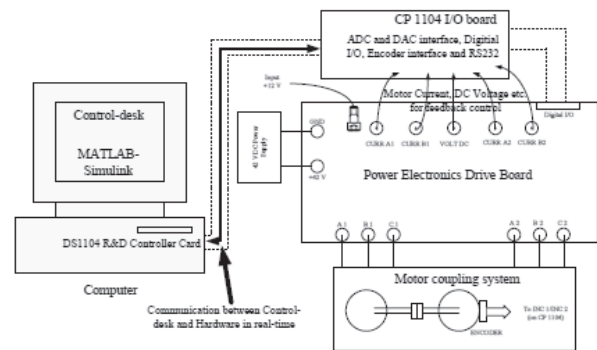 CP 1104 I/O board
ADC and DAC interface, Digitial
I/O, Encoder interface and RS232
Motor Current, DC Voltage etc.
for feedback control
Input
+12 V
Digital I/O
Control-desk
MATLAB-
Simulink
42 V DC Power
Supply
GND
+42 V
CURR A1
CURR B1
VOLT DC
CURR A2
CURR B2
Power Electronics Drive Board
DS1104 R&D Controller Card
Computer
A1
B1
C1
A2
B2
C2
Motor coupling system
ENCODER
To INC 1/INC 2
(on CP 1104)
Communication between Control-
desk and Hardware in real-time